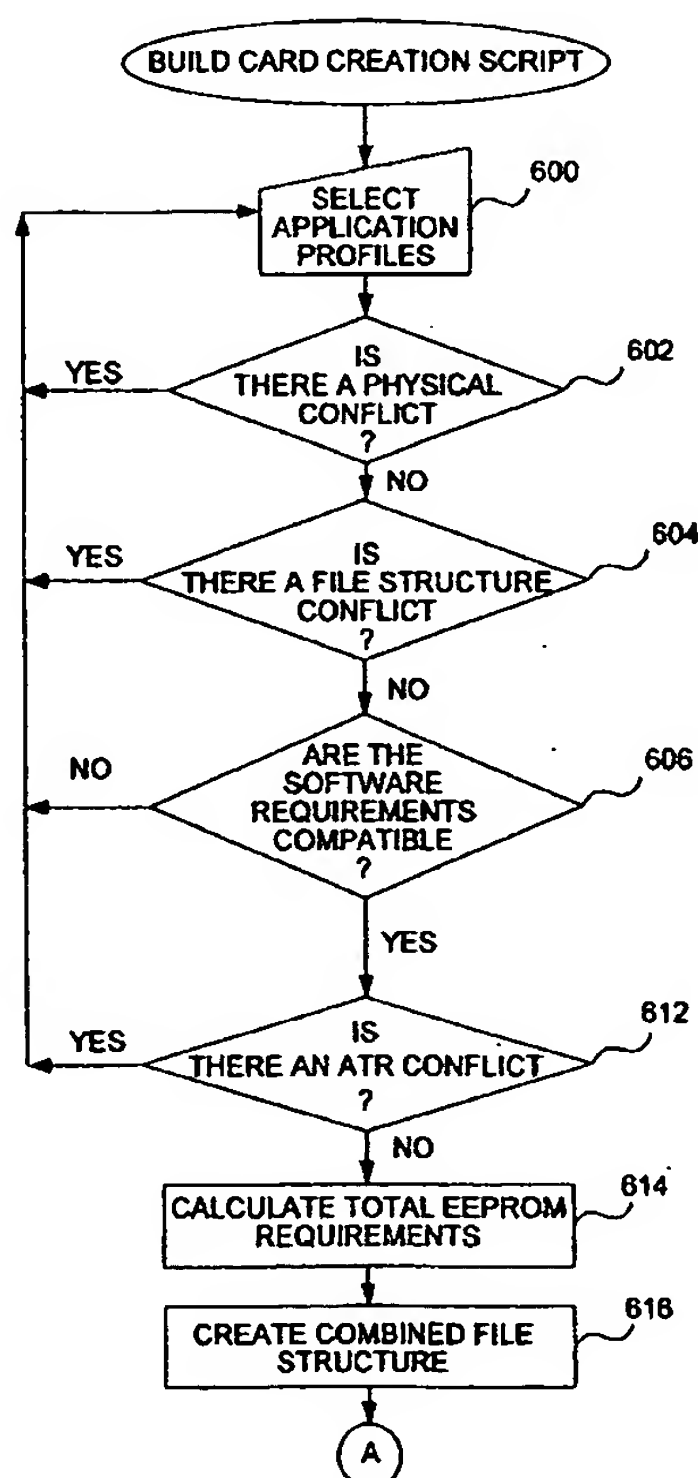 BUILD CARD CREATION SCRIPT
600
SELECT
APPLICATION
PROFILES
602
IS
THERE A PHYSICAL
CONFLICT
?
YES
NO
604
IS
THERE A FILE STRUCTURE
CONFLICT
?
YES
NO
606
ARE THE
SOFTWARE
REQUIREMENTS
COMPATIBLE
?
NO
YES
612
IS
THERE AN ATR CONFLICT
?
YES
NO
614
CALCULATE TOTAL EEPROM
REQUIREMENTS
616
CREATE COMBINED FILE
STRUCTURE
A